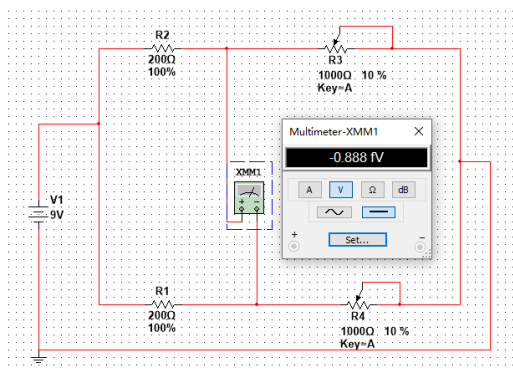 R2
200Ω
100%
R3
1000Ω 10 %
Key=A
Multimeter-XMM1
-0.888 fV
A V Ω dB
+ −
Set...
XMM1
+ −
V1
9V
R1
200Ω
100%
R4
1000Ω 10 %
Key=A